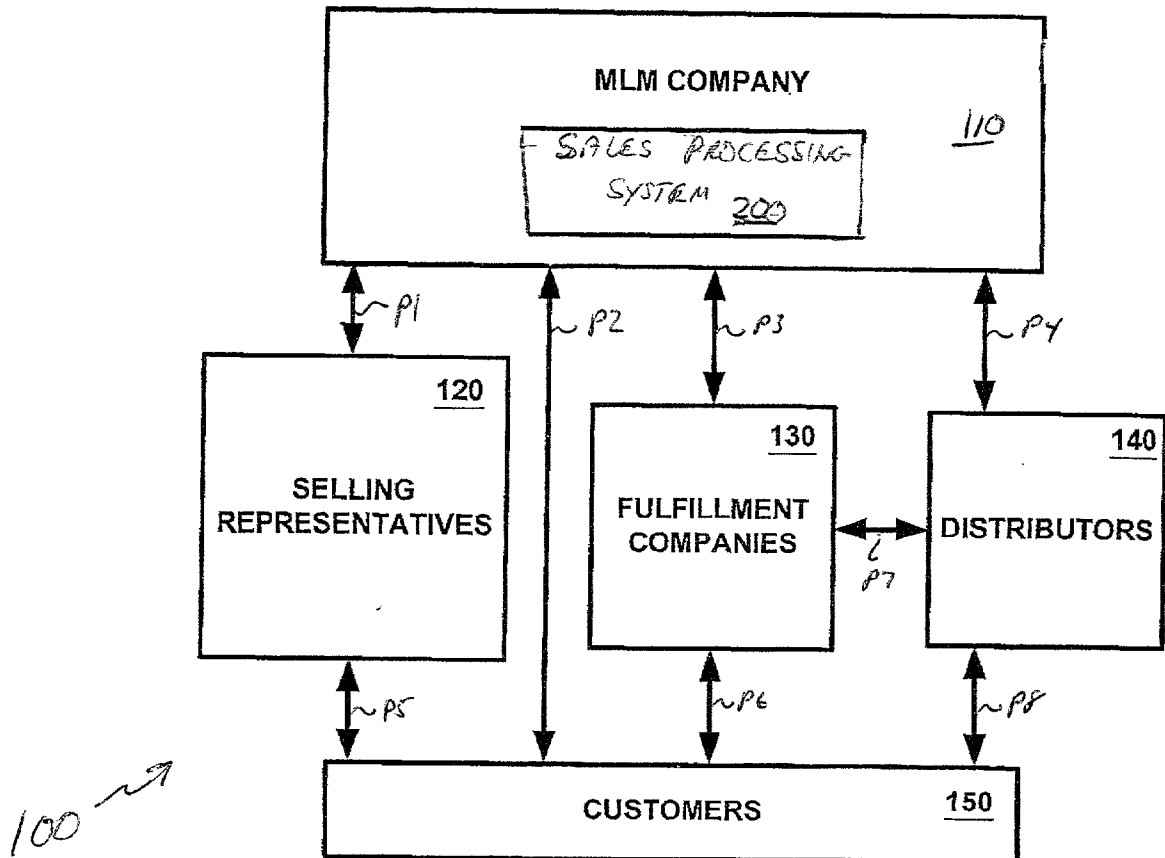 MLM COMPANY
110
SALES PROCESSING
SYSTEM 200
P1
P2
P3
P4
120
SELLING
REPRESENTATIVES
130
FULFILLMENT
COMPANIES
140
DISTRIBUTORS
P7
P5
P6
P8
100
CUSTOMERS 150